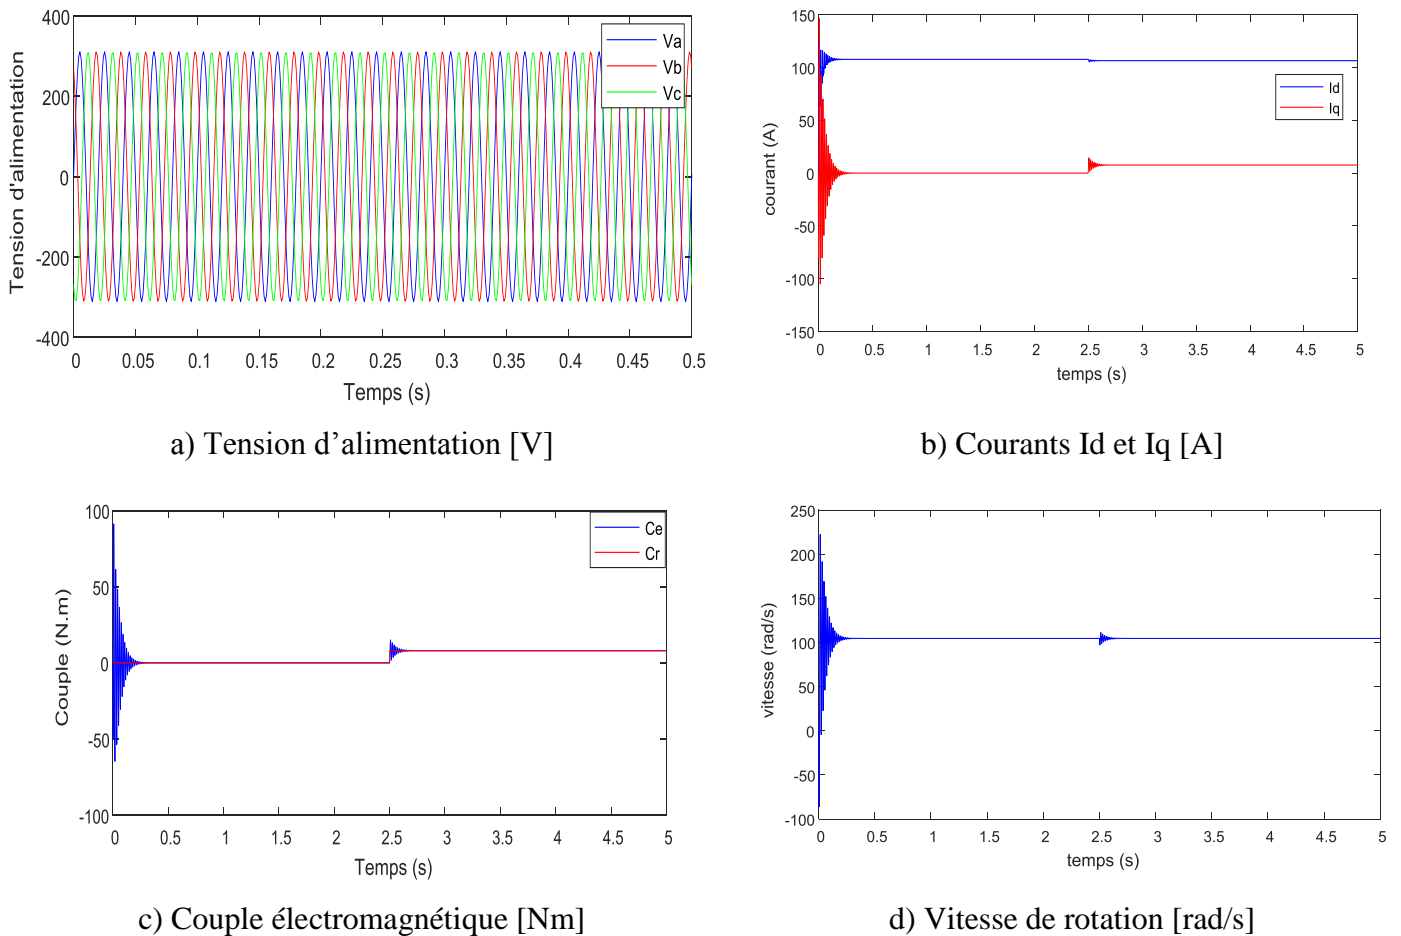 400
200
0
-200
-400
Tension d'alimentation
Va
Vb
Vc
0 0.05 0.1 0.15 0.2 0.25 0.3 0.35 0.4 0.45 0.5
Temps (s)
a) Tension d’alimentation [V]
150
100
50
0
-50
-100
-150
courant (A)
Id
Iq
0 0.5 1 1.5 2 2.5 3 3.5 4 4.5 5
temps (s)
b) Courants Id et Iq [A]
100
50
0
-50
-100
Couple (N.m)
Ce
Cr
0 0.5 1 1.5 2 2.5 3 3.5 4 4.5 5
Temps (s)
c) Couple électromagnétique [Nm]
250
200
150
100
50
0
-50
-100
vitesse (rad/s)
0 0.5 1 1.5 2 2.5 3 3.5 4 4.5 5
temps (s)
d) Vitesse de rotation [rad/s]